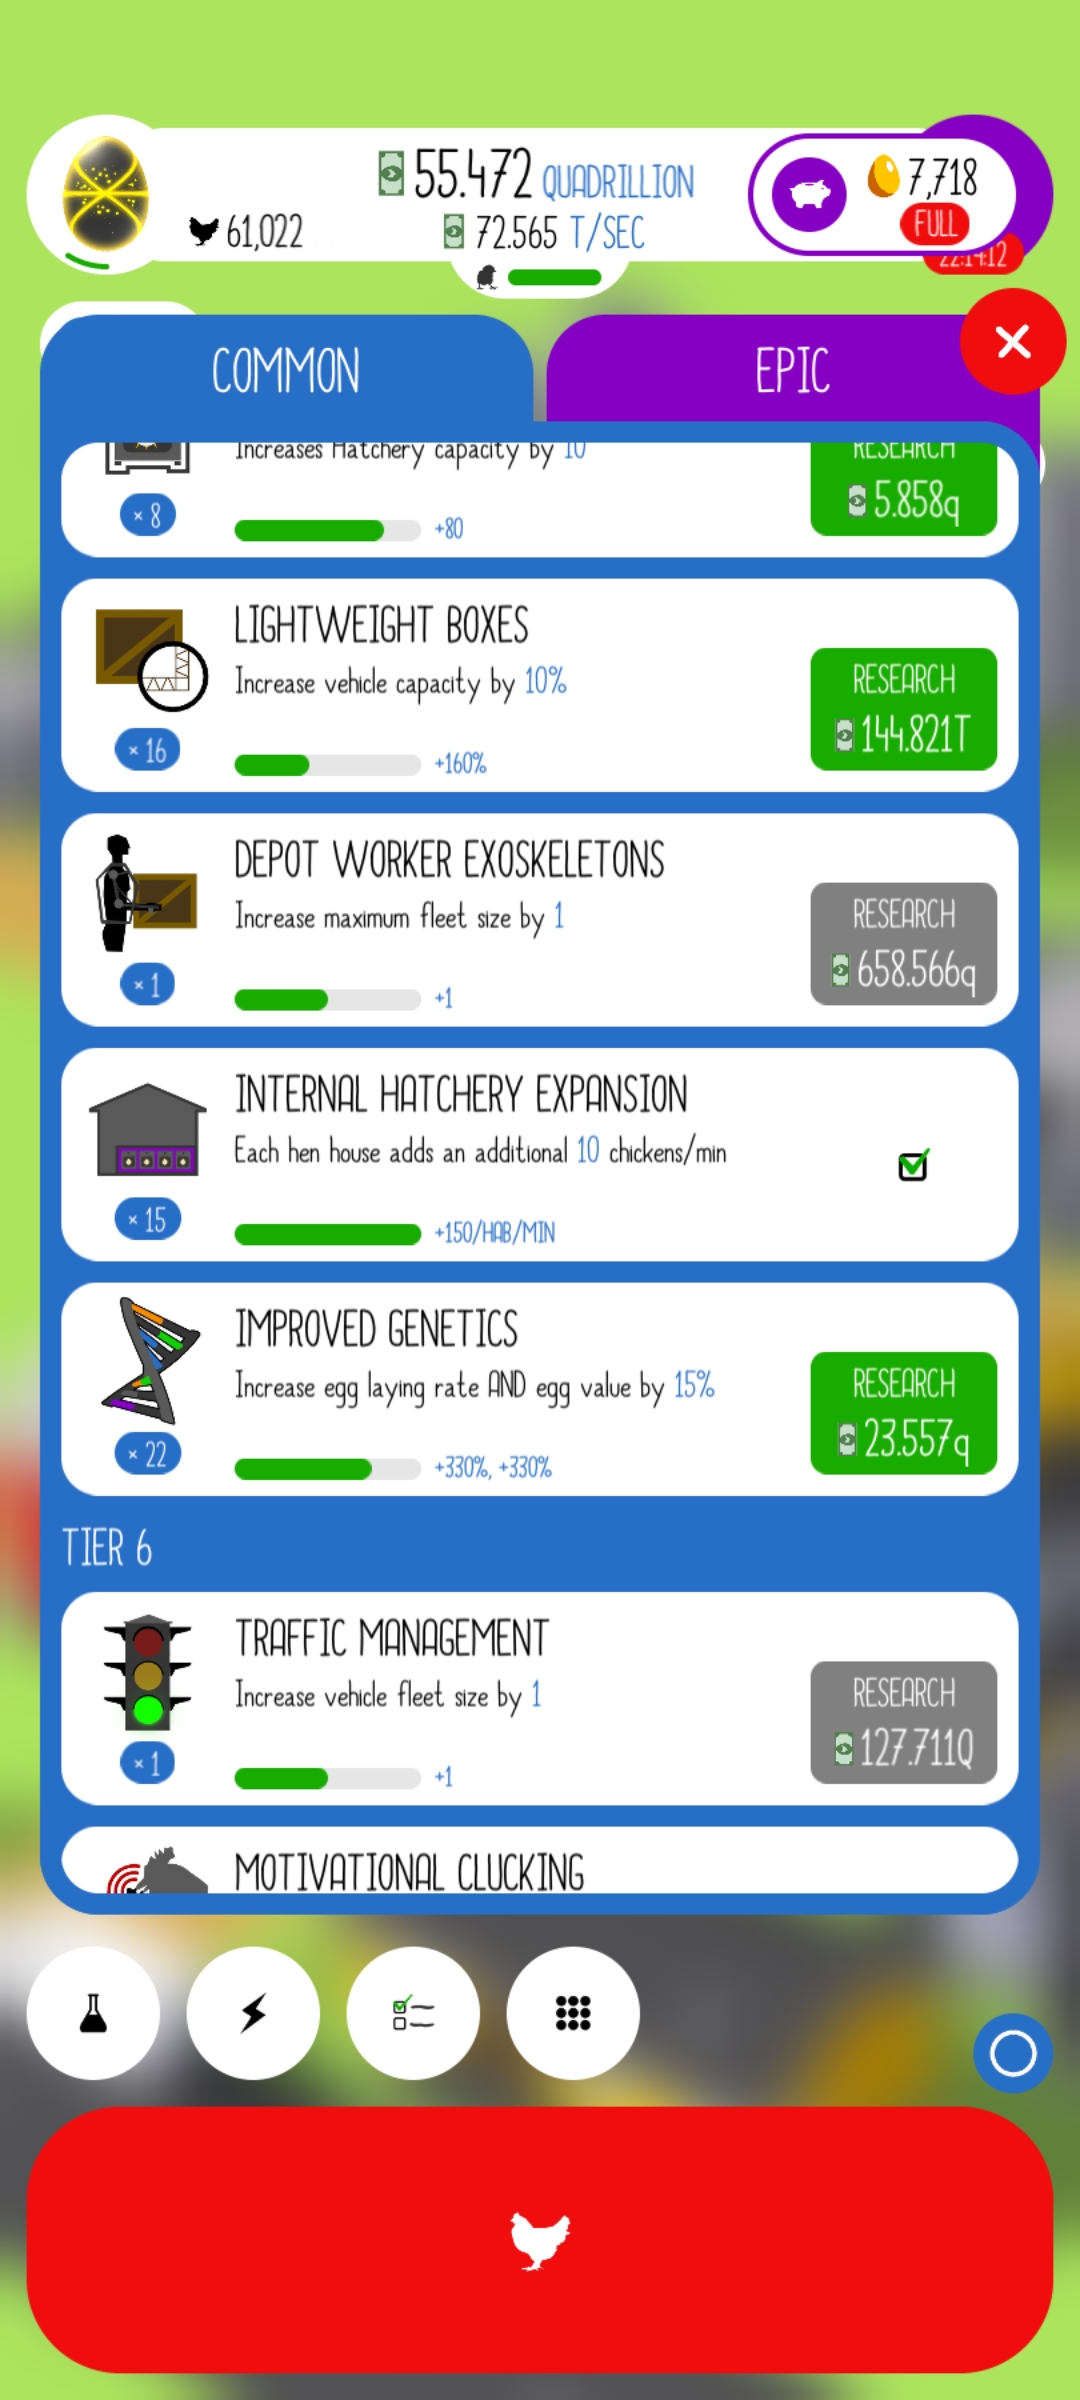 55.472 QUADRILLION
7,718
61,022
72.565 T/SEC
FULL
22:14:12
COMMON
EPIC
Increases Hatchery capacity by 10
RESEARCH
5.858q
× 8
+80
LIGHTWEIGHT BOXES
Increase vehicle capacity by 10%
RESEARCH
144.821T
× 16
+160%
DEPOT WORKER EXOSKELETONS
Increase maximum fleet size by 1
RESEARCH
658.566q
× 1
+1
INTERNAL HATCHERY EXPANSION
Each hen house adds an additional 10 chickens/min
× 15
+150/HAB/MIN
IMPROVED GENETICS
Increase egg laying rate AND egg value by 15%
RESEARCH
23.557q
× 22
+330%, +330%
TIER 6
TRAFFIC MANAGEMENT
Increase vehicle fleet size by 1
RESEARCH
127.711Q
× 1
+1
MOTIVATIONAL CLUCKING